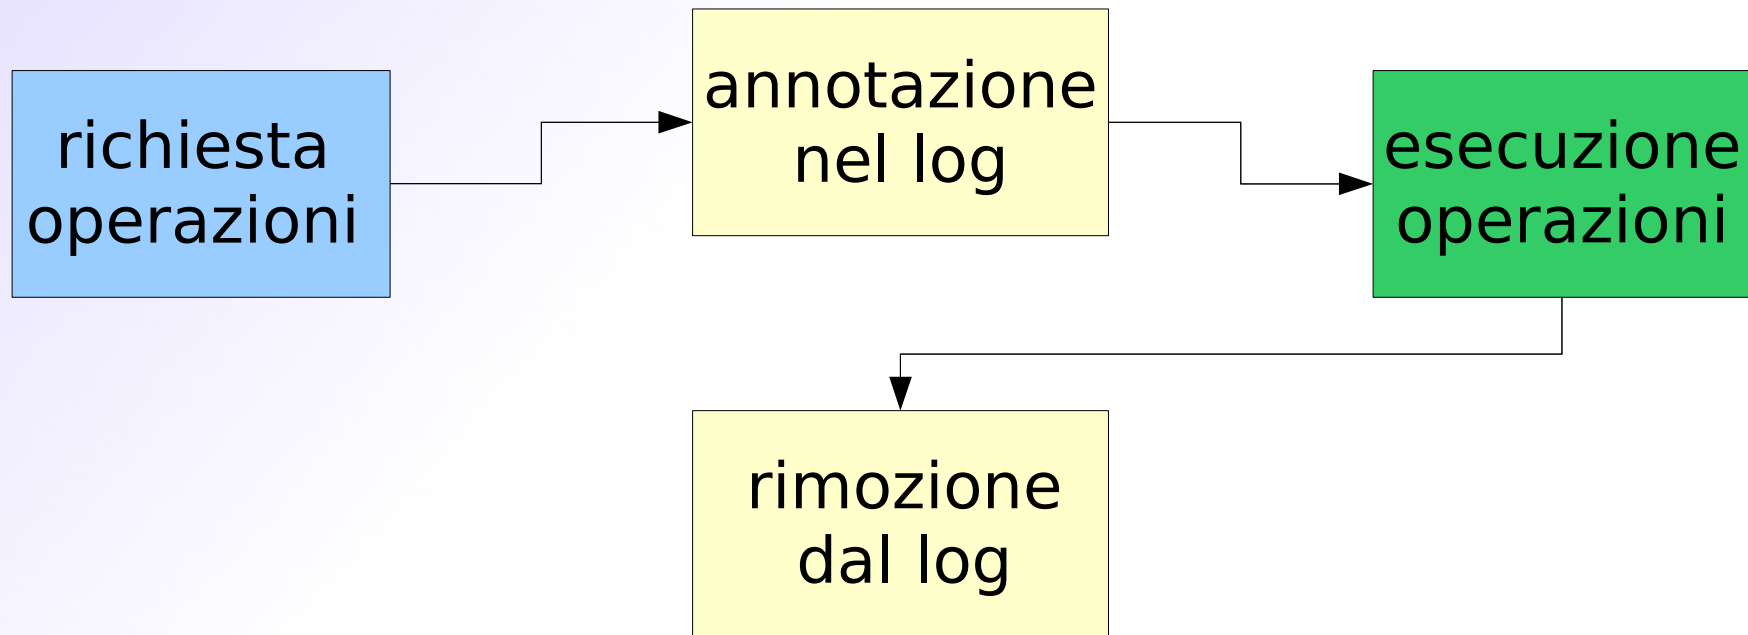 richiesta
operazioni
annotazione
nel log
esecuzione
operazioni
rimozione
dal log